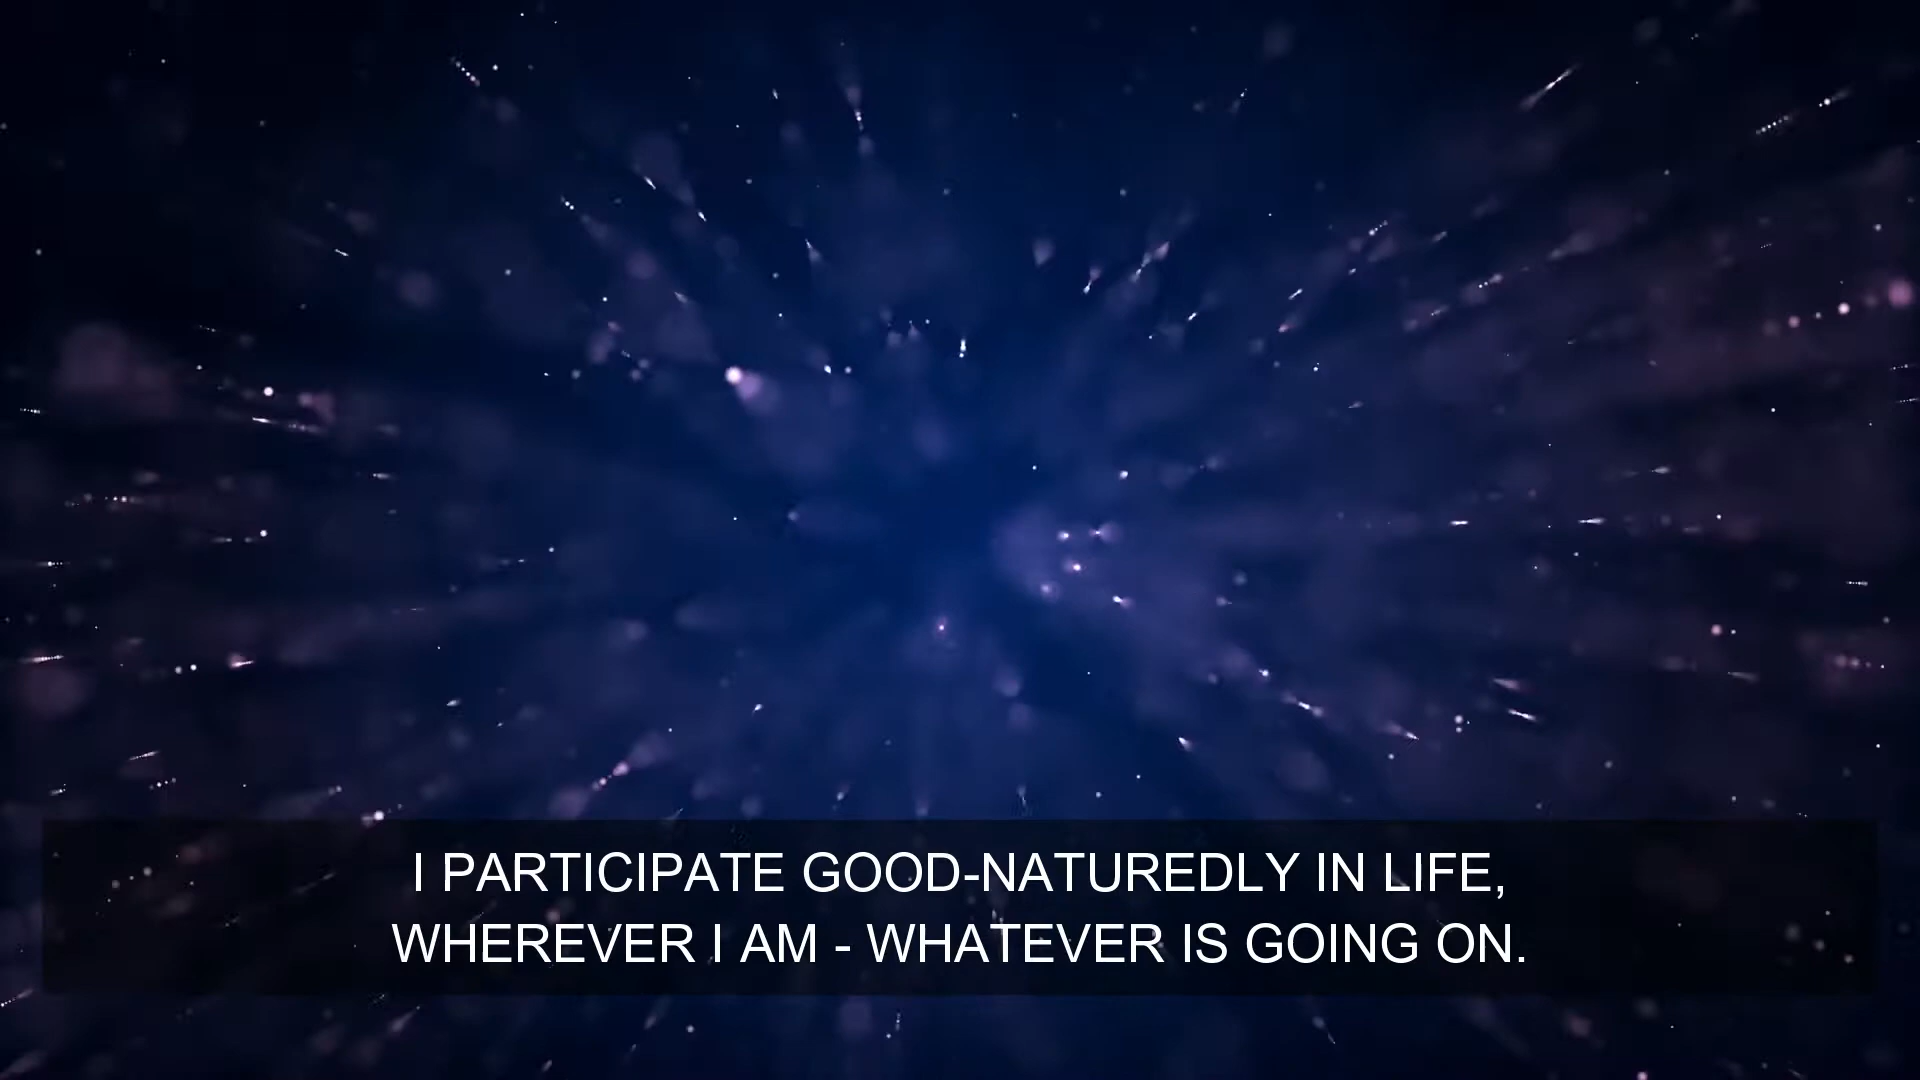 I PARTICIPATE GOOD-NATUREDLY IN LIFE,
WHEREVER I AM - WHATEVER IS GOING ON.